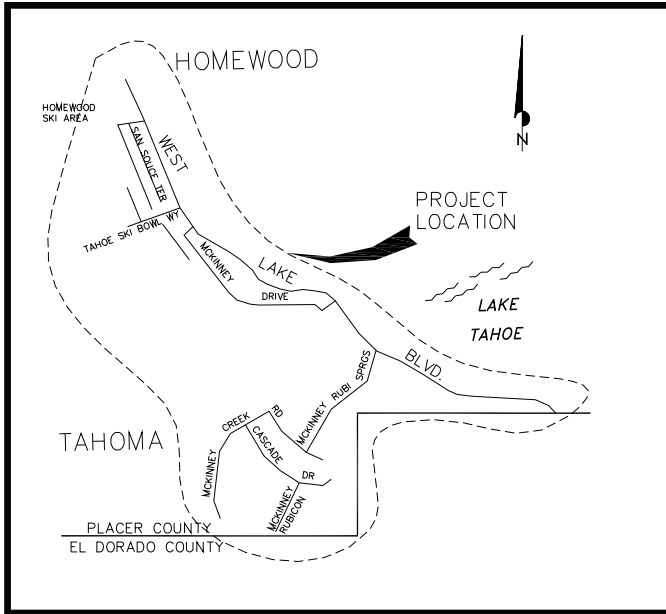 HOMEWOOD
HOMEWOOD
SKI AREA
SAN SOUCE TER
WEST
N
PROJECT
LOCATION
TAHOE SKI BOWL WY
MCKINNEY
LAKE
DRIVE
LAKE
TAHOE
BLVD.
MCKINNEY RUBI SPRGS
TAHOMA
CREEK
RD
MCKINNEY
CASCADE
DR
MCKINNEY
RUBICON
PLACER COUNTY
EL DORADO COUNTY